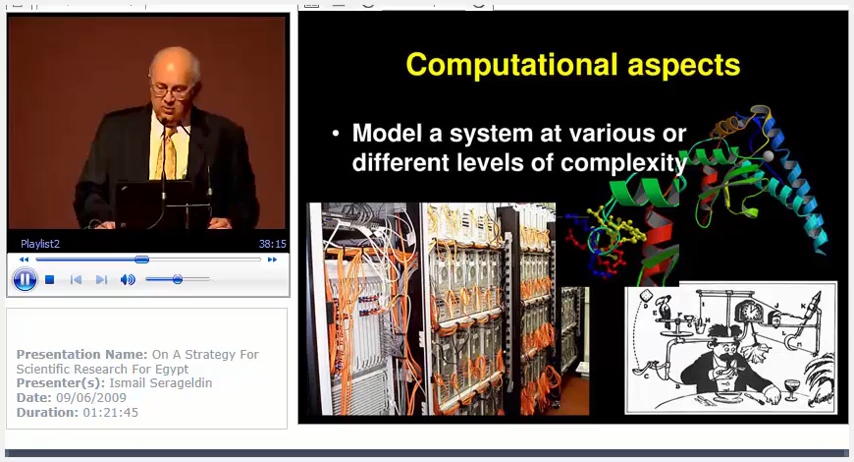 Computational aspects
• Model a system at various or
different levels of complexity
Playlist2
38:15
Presentation Name: On A Strategy For
Scientific Research For Egypt
Presenter(s): Ismail Serageldin
Date: 09/06/2009
Duration: 01:21:45